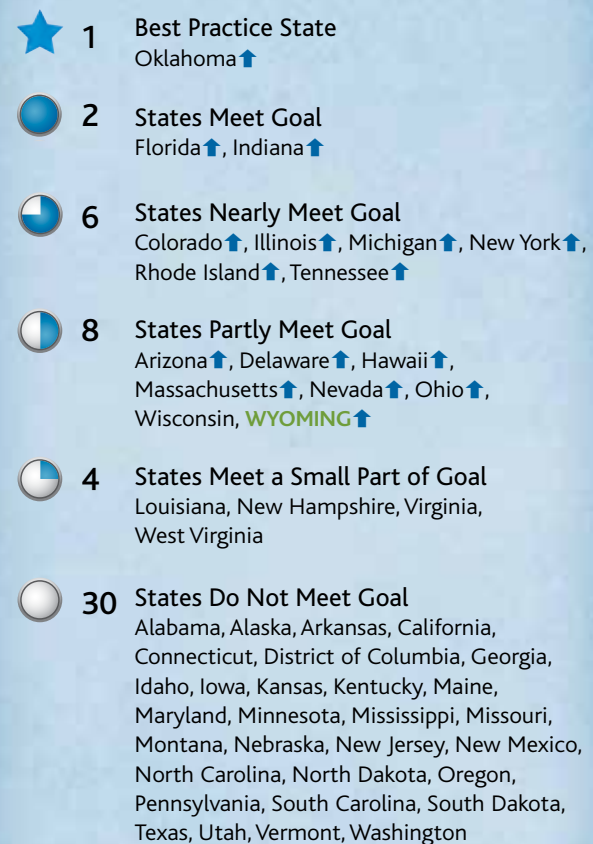 1 Best Practice State
Oklahoma⬆
2 States Meet Goal
Florida⬆, Indiana⬆
6 States Nearly Meet Goal
Colorado⬆, Illinois⬆, Michigan⬆, New York⬆,
Rhode Island⬆, Tennessee⬆
8 States Partly Meet Goal
Arizona⬆, Delaware⬆, Hawaii⬆,
Massachusetts⬆, Nevada⬆, Ohio⬆,
Wisconsin, WYOMING⬆
4 States Meet a Small Part of Goal
Louisiana, New Hampshire, Virginia,
West Virginia
30 States Do Not Meet Goal
Alabama, Alaska, Arkansas, California,
Connecticut, District of Columbia, Georgia,
Idaho, Iowa, Kansas, Kentucky, Maine,
Maryland, Minnesota, Mississippi, Missouri,
Montana, Nebraska, New Jersey, New Mexico,
North Carolina, North Dakota, Oregon,
Pennsylvania, South Carolina, South Dakota,
Texas, Utah, Vermont, Washington